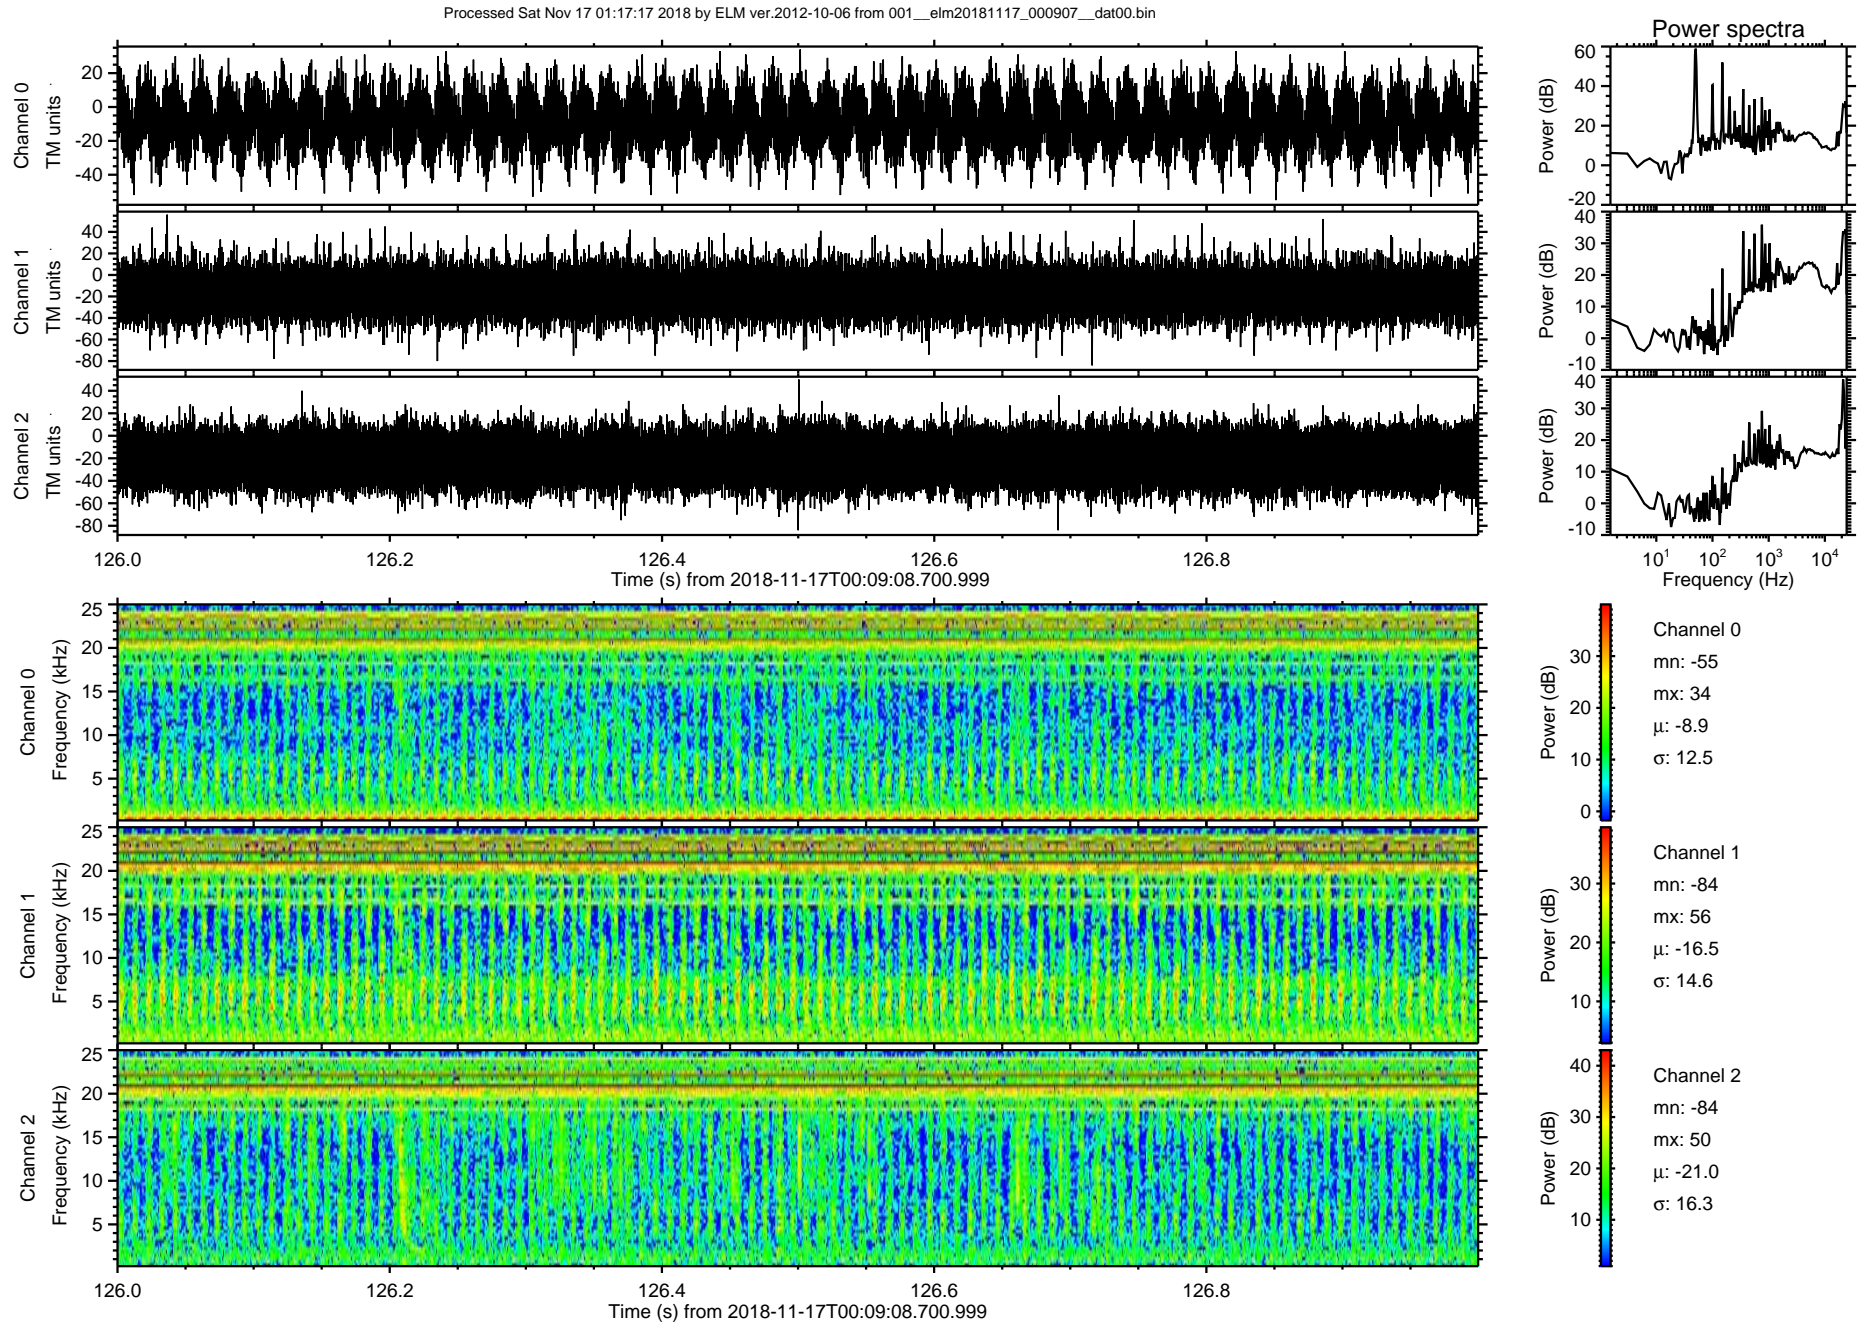 Processed Sat Nov 17 01:17:17 2018 by ELM ver.2012-10-06 from 001__elm20181117_000907__dat00.bin
Power spectra
Channel 0
TM units
20
0
-20
-40
Power (dB)
60
40
20
0
-20
Channel 1
TM units
40
20
0
-20
-40
-60
-80
Power (dB)
40
30
20
10
0
-10
Channel 2
TM units
40
20
0
-20
-40
-60
-80
Power (dB)
40
30
20
10
0
-10
126.0 126.2 126.4 126.6 126.8
Time (s) from 2018-11-17T00:09:08.700.999
10¹ 10² 10³ 10⁴
Frequency (Hz)
Channel 0
Frequency (kHz)
25
20
15
10
5
Power (dB)
30
20
10
0
Channel 0
mn: -55
mx: 34
μ: -8.9
σ: 12.5
Channel 1
Frequency (kHz)
25
20
15
10
5
Power (dB)
30
20
10
Channel 1
mn: -84
mx: 56
μ: -16.5
σ: 14.6
Channel 2
Frequency (kHz)
25
20
15
10
5
Power (dB)
40
30
20
10
Channel 2
mn: -84
mx: 50
μ: -21.0
σ: 16.3
126.0 126.2 126.4 126.6 126.8
Time (s) from 2018-11-17T00:09:08.700.999